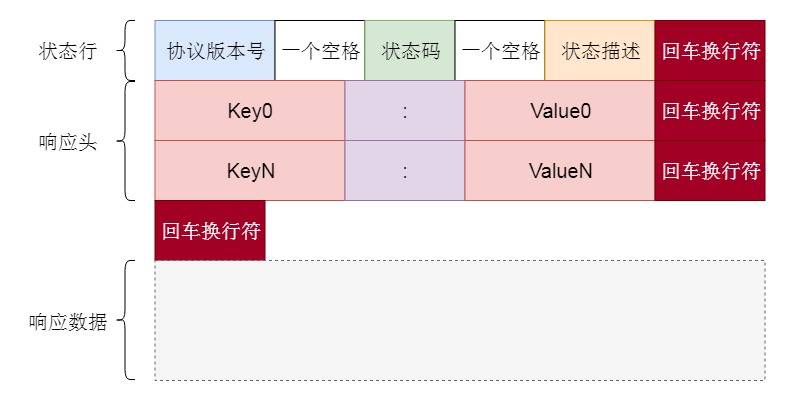 状态行 协议版本号 一个空格 状态码 一个空格 状态描述 回车换行符
Key0 : Value0 回车换行符
响应头
KeyN : ValueN 回车换行符
回车换行符
响应数据